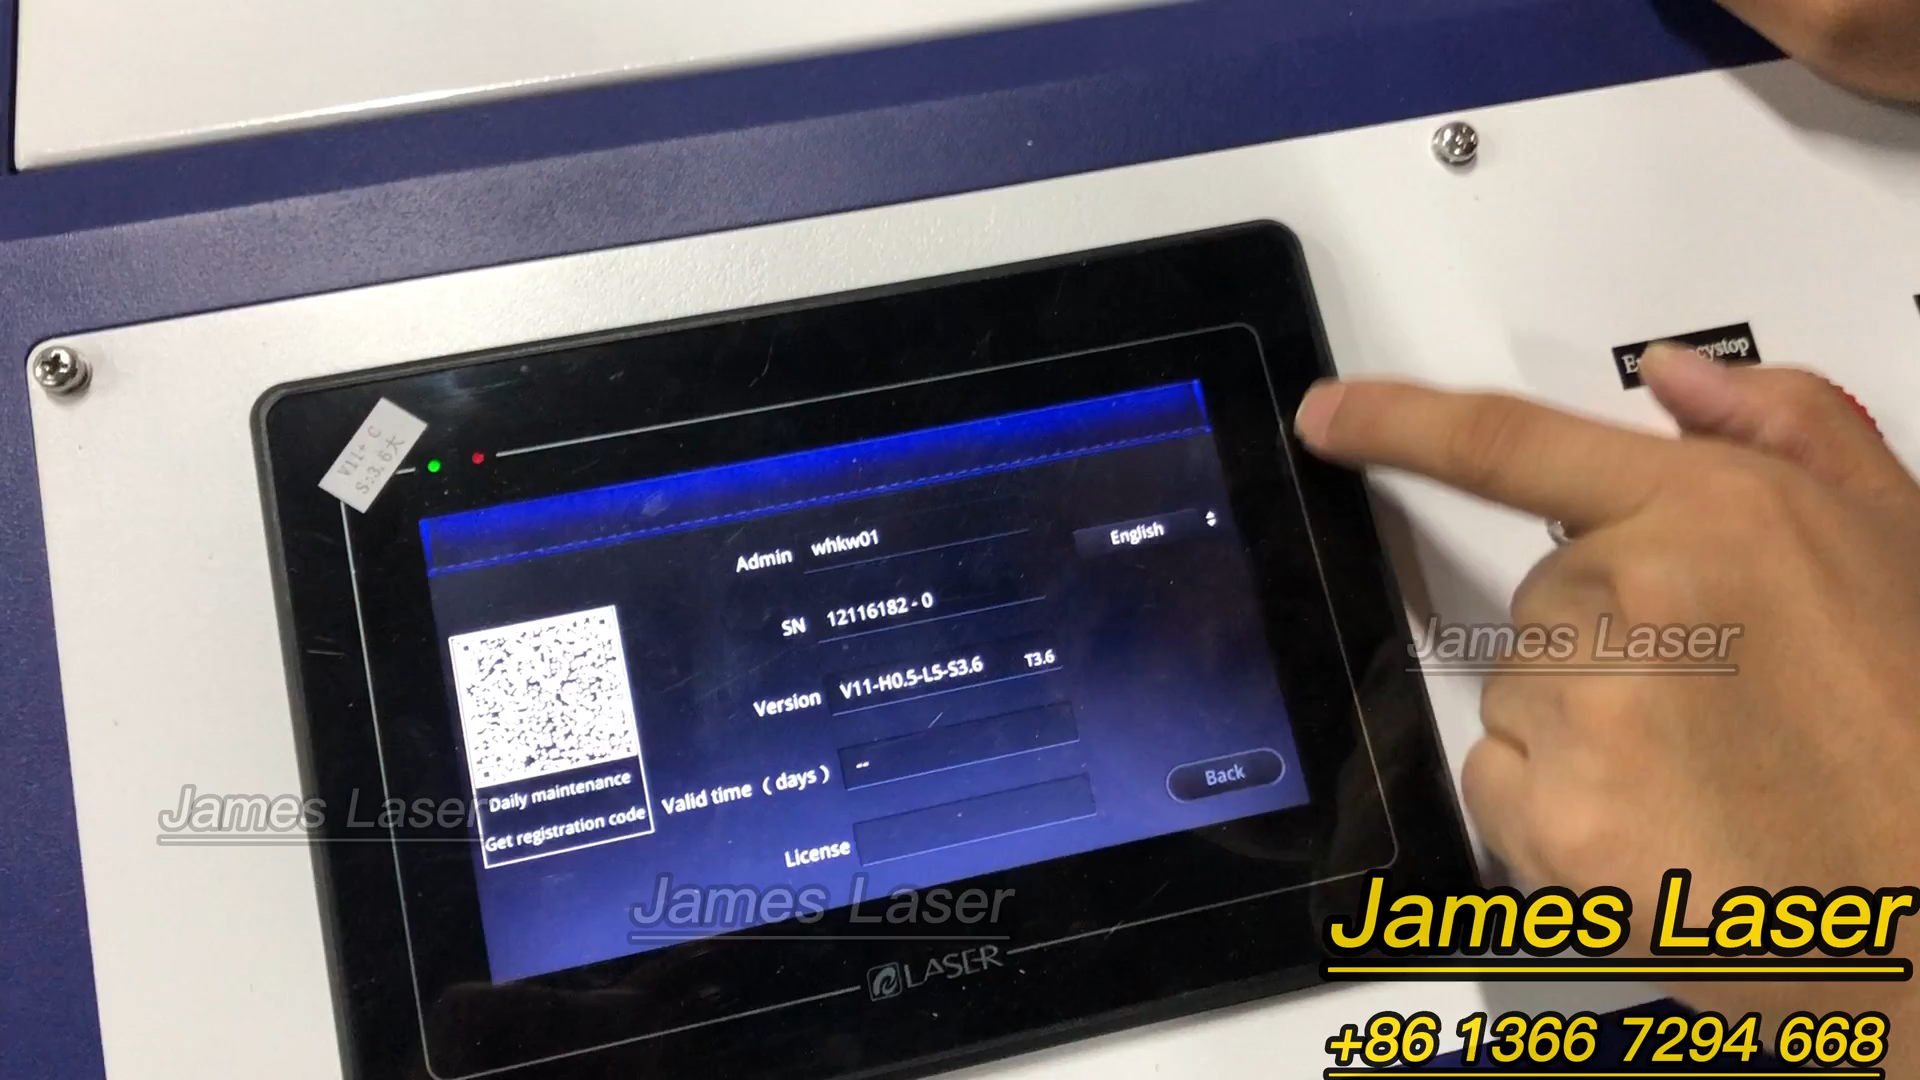 V11+ C
S:3.6大
Emergencystop
Admin whkw01
English
SN 12116182 - 0
Version V11-H0.5-L5-S3.6 T3.6
Valid time ( days ) --
License
Back
Daily maintenance
Get registration code
LASER
James Laser
James Laser
James Laser
James Laser
+86 1366 7294 668